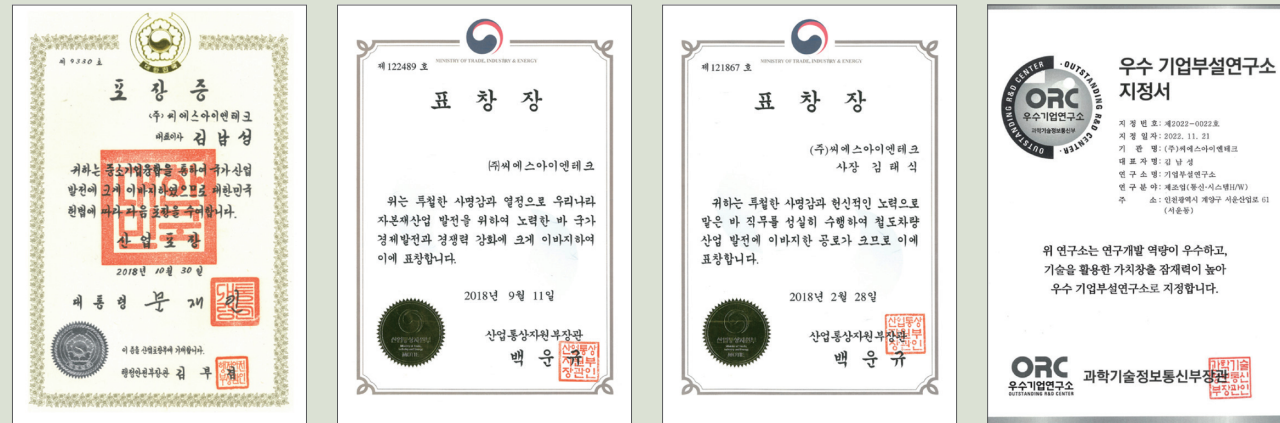 제 9380 호
포 장 증
(주) 씨에스아이엔테크
대표이사 김 남 성
귀하는 중소기업융합을 통하여 국가산업
발전에 크게 이바지하였으므로 대한민국
헌법에 따라 다음 포장을 수여합니다.
산 업 포 장
2018년 10월 30일
대 통 령 문 재 인
이 증을 산업포장부에 기재합니다.
행정안전부장관 김 부 겸
MINISTRY OF TRADE, INDUSTRY & ENERGY
제 122489 호
표 창 장
㈜씨에스아이엔테크
위는 투철한 사명감과 열정으로 우리나라
자본재산업 발전을 위하여 노력한 바 국가
경제발전과 경쟁력 강화에 크게 이바지하여
이에 표창합니다.
2018년 9월 11일
산업통상자원부장관
백 운 규
산업통상자원부장관인
MINISTRY OF TRADE, INDUSTRY & ENERGY
제 121867 호
표 창 장
(주)씨에스아이엔테크
사장 김 태 식
귀하는 투철한 사명감과 헌신적인 노력으로
맡은 바 직무를 성실히 수행하여 철도차량
산업 발전에 이바지한 공로가 크므로 이에
표창합니다.
2018년 2월 28일
산업통상자원부장관
백 운 규
산업통상자원부장관인
OUTSTANDING R&D CENTER
OUTSTANDING R&D CENTER
ORC
우수기업연구소
과학기술정보통신부
우수 기업부설연구소
지정서
지 정 번 호: 제2022-0022호
지 정 일 자: 2022. 11. 21
기 관 명: (주)씨에스아이엔테크
대 표 자 명: 김 남 성
연 구 소 명: 기업부설연구소
연 구 분 야: 제조업(통신·시스템H/W)
주 소: 인천광역시 계양구 서운산업로 61
(서운동)
위 연구소는 연구개발 역량이 우수하고,
기술을 활용한 가치창출 잠재력이 높아
우수 기업부설연구소로 지정합니다.
ORC
우수기업연구소
OUTSTANDING R&D CENTER
과학기술정보통신부장관